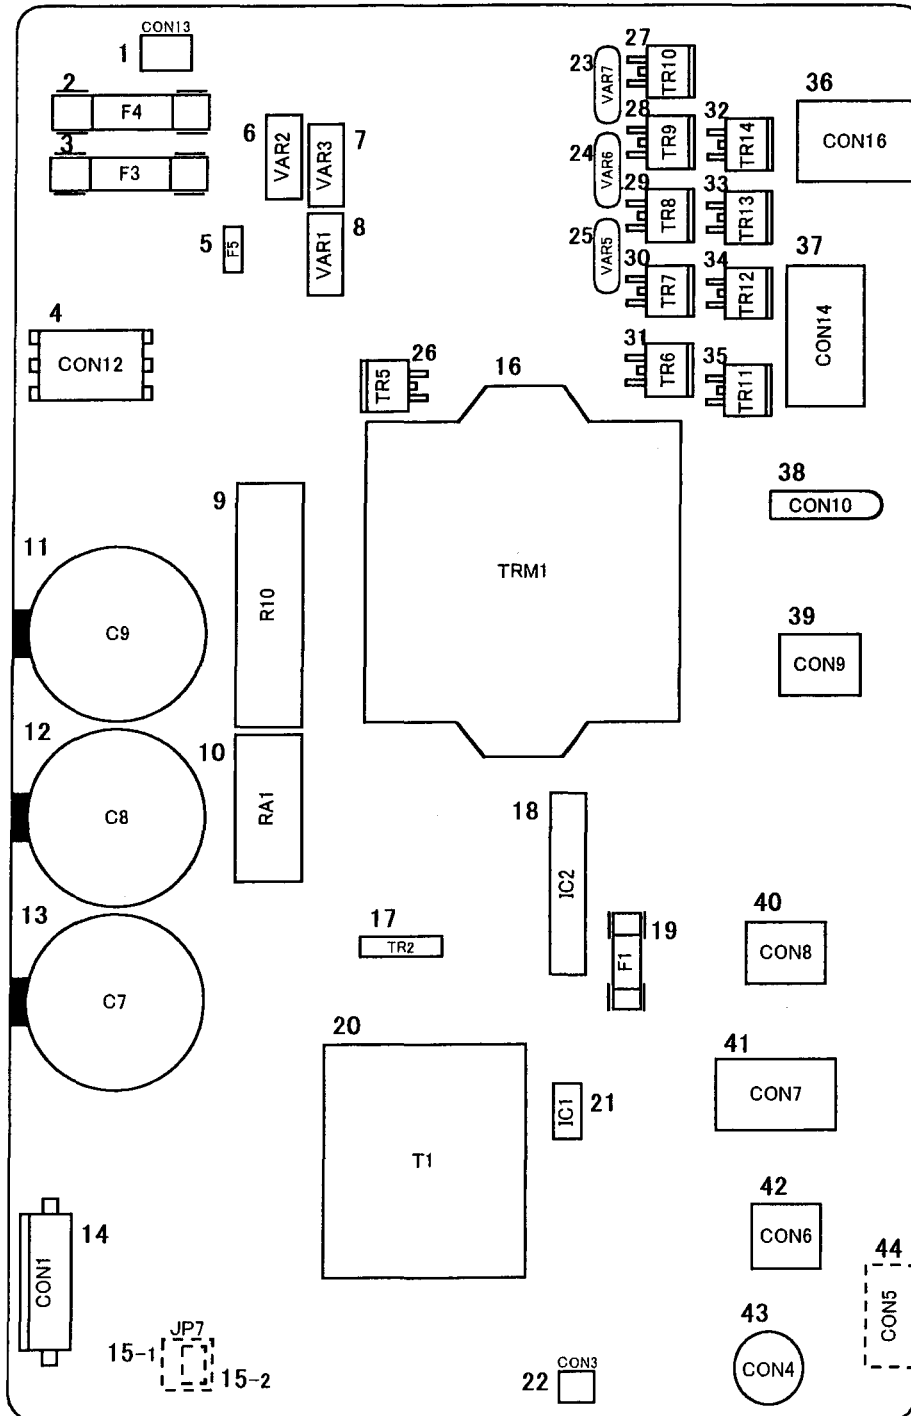 CON13
1
2
F4
3
F3
6
VAR2
7
VAR3
5
F5
VAR1
8
4
CON12
23
VAR7
24
VAR6
25
VAR5
27
TR10
28
TR9
29
TR8
30
TR7
31
TR6
32
TR14
33
TR13
34
TR12
35
TR11
36
CON16
37
CON14
26
TR5
16
TRM1
38
CON10
39
CON9
9
R10
11
C9
12
C8
10
RA1
13
C7
18
IC2
17
TR2
19
F1
40
CON8
20
T1
41
CON7
IC1
21
42
CON6
44
CON5
14
CON1
JP7
15-1
15-2
CON3
22
43
CON4